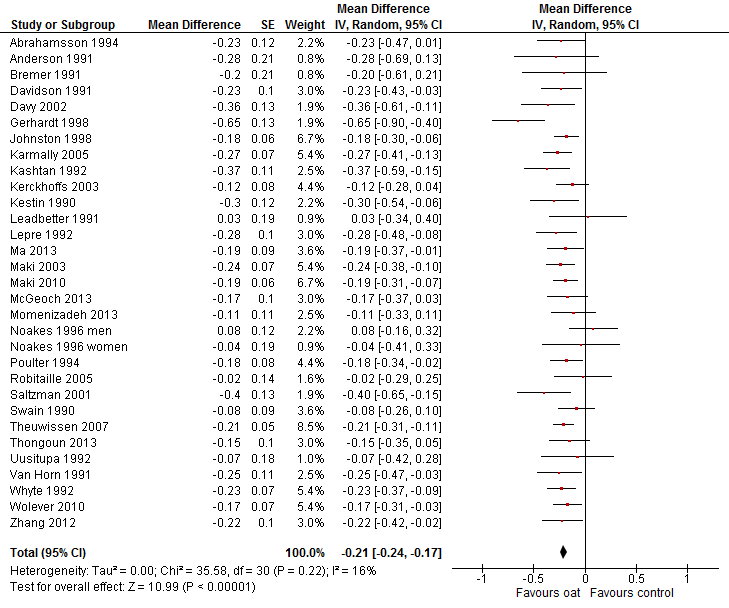 Mean Difference Mean Difference
Study or Subgroup Mean Difference SE Weight IV, Random, 95% CI IV, Random, 95% CI
Abrahamsson 1994 -0.23 0.12 2.2% -0.23 [-0.47, 0.01]
Anderson 1991 -0.28 0.21 0.8% -0.28 [-0.69, 0.13]
Bremer 1991 -0.2 0.21 0.8% -0.20 [-0.61, 0.21]
Davidson 1991 -0.23 0.1 3.0% -0.23 [-0.43, -0.03]
Davy 2002 -0.36 0.13 1.9% -0.36 [-0.61, -0.11]
Gerhardt 1998 -0.65 0.13 1.9% -0.65 [-0.90, -0.40]
Johnston 1998 -0.18 0.06 6.7% -0.18 [-0.30, -0.06]
Karmally 2005 -0.27 0.07 5.4% -0.27 [-0.41, -0.13]
Kashtan 1992 -0.37 0.11 2.5% -0.37 [-0.59, -0.15]
Kerckhoffs 2003 -0.12 0.08 4.4% -0.12 [-0.28, 0.04]
Kestin 1990 -0.3 0.12 2.2% -0.30 [-0.54, -0.06]
Leadbetter 1991 0.03 0.19 0.9% 0.03 [-0.34, 0.40]
Lepre 1992 -0.28 0.1 3.0% -0.28 [-0.48, -0.08]
Ma 2013 -0.19 0.09 3.6% -0.19 [-0.37, -0.01]
Maki 2003 -0.24 0.07 5.4% -0.24 [-0.38, -0.10]
Maki 2010 -0.19 0.06 6.7% -0.19 [-0.31, -0.07]
McGeoch 2013 -0.17 0.1 3.0% -0.17 [-0.37, 0.03]
Momenizadeh 2013 -0.11 0.11 2.5% -0.11 [-0.33, 0.11]
Noakes 1996 men 0.08 0.12 2.2% 0.08 [-0.16, 0.32]
Noakes 1996 women -0.04 0.19 0.9% -0.04 [-0.41, 0.33]
Poulter 1994 -0.18 0.08 4.4% -0.18 [-0.34, -0.02]
Robitaille 2005 -0.02 0.14 1.6% -0.02 [-0.29, 0.25]
Saltzman 2001 -0.4 0.13 1.9% -0.40 [-0.65, -0.15]
Swain 1990 -0.08 0.09 3.6% -0.08 [-0.26, 0.10]
Theuwissen 2007 -0.21 0.05 8.5% -0.21 [-0.31, -0.11]
Thongoun 2013 -0.15 0.1 3.0% -0.15 [-0.35, 0.05]
Uusitupa 1992 -0.07 0.18 1.0% -0.07 [-0.42, 0.28]
Van Horn 1991 -0.25 0.11 2.5% -0.25 [-0.47, -0.03]
Whyte 1992 -0.23 0.07 5.4% -0.23 [-0.37, -0.09]
Wolever 2010 -0.17 0.07 5.4% -0.17 [-0.31, -0.03]
Zhang 2012 -0.22 0.1 3.0% -0.22 [-0.42, -0.02]
Total (95% CI) 100.0% -0.21 [-0.24, -0.17]
Heterogeneity: Tau² = 0.00; Chi² = 35.58, df = 30 (P = 0.22); I² = 16%
Test for overall effect: Z = 10.99 (P < 0.00001)
-1 -0.5 0 0.5 1
Favours oat Favours control